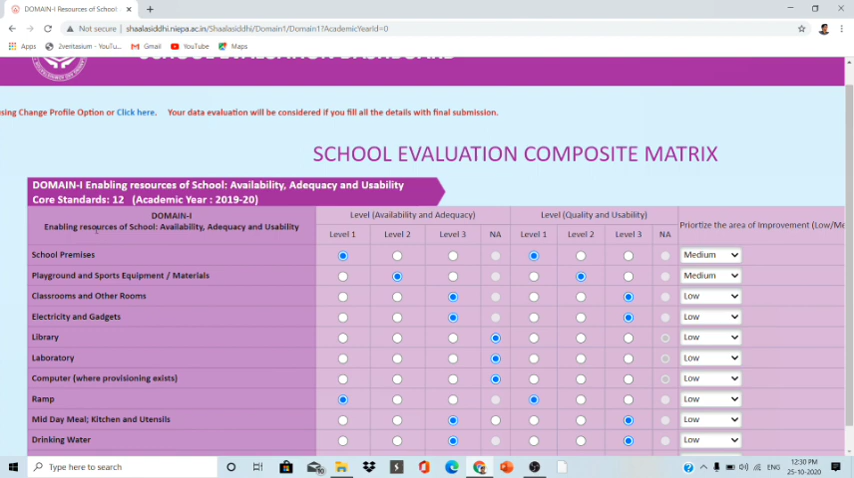 DOMAIN-I Resources of School
Not secure | shaalasiddhi.niepa.ac.in/Shaalasiddhi/Domain1/Domain1?AcademicYearId=0
Apps 2veritasium - YouTu... Gmail YouTube Maps
sing Change Profile Option or Click here. Your data evaluation will be considered if you fill all the details with final submission.
SCHOOL EVALUATION COMPOSITE MATRIX
DOMAIN-I Enabling resources of School: Availability, Adequacy and Usability
Core Standards: 12 (Academic Year : 2019-20)
DOMAIN-I
Enabling resources of School: Availability, Adequacy and Usability
Level (Availability and Adequacy) Level (Quality and Usability)
Priortize the area of Improvement (Low/Me
Level 1 Level 2 Level 3 NA Level 1 Level 2 Level 3 NA
School Premises Medium
Playground and Sports Equipment / Materials Medium
Classrooms and Other Rooms Low
Electricity and Gadgets Low
Library Low
Laboratory Low
Computer (where provisioning exists) Low
Ramp Low
Mid Day Meal; Kitchen and Utensils Low
Drinking Water Low
Type here to search
ENG
12:30 PM
25-10-2020